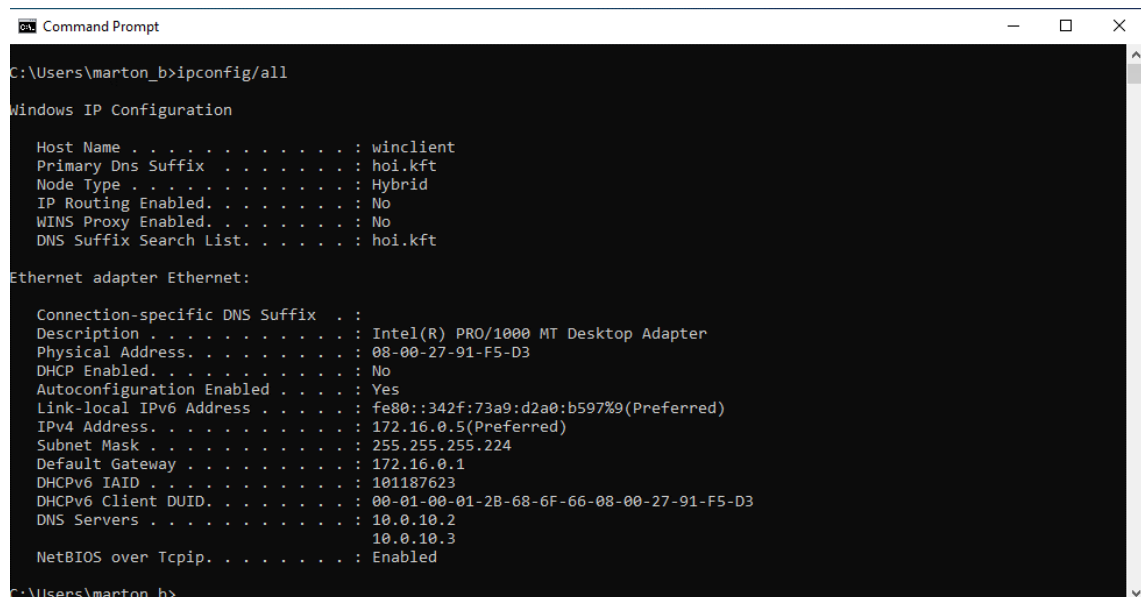 Command Prompt
C:\Users\marton_b>ipconfig/all
Windows IP Configuration
Host Name . . . . . . . . . . . . : winclient
Primary Dns Suffix  . . . . . . . : hoi.kft
Node Type . . . . . . . . . . . . : Hybrid
IP Routing Enabled. . . . . . . . : No
WINS Proxy Enabled. . . . . . . . : No
DNS Suffix Search List. . . . . . : hoi.kft
Ethernet adapter Ethernet:
Connection-specific DNS Suffix  . :
Description . . . . . . . . . . . : Intel(R) PRO/1000 MT Desktop Adapter
Physical Address. . . . . . . . . : 08-00-27-91-F5-D3
DHCP Enabled. . . . . . . . . . . : No
Autoconfiguration Enabled . . . . : Yes
Link-local IPv6 Address . . . . . : fe80::342f:73a9:d2a0:b597%9(Preferred)
IPv4 Address. . . . . . . . . . . : 172.16.0.5(Preferred)
Subnet Mask . . . . . . . . . . . : 255.255.255.224
Default Gateway . . . . . . . . . : 172.16.0.1
DHCPv6 IAID . . . . . . . . . . . : 101187623
DHCPv6 Client DUID. . . . . . . . : 00-01-00-01-2B-68-6F-66-08-00-27-91-F5-D3
DNS Servers . . . . . . . . . . . : 10.0.10.2
10.0.10.3
NetBIOS over Tcpip. . . . . . . . : Enabled
C:\Users\marton_b>